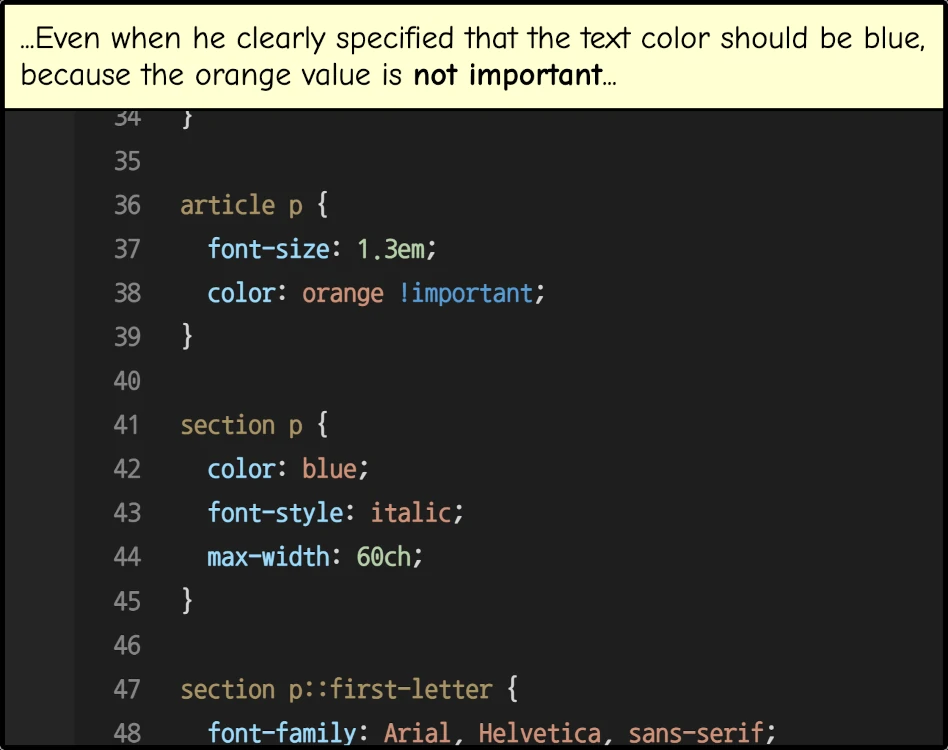 ...Even when he clearly specified that the text color should be blue,
because the orange value is not important...
34 }
35
36 article p {
37 font-size: 1.3em;
38 color: orange !important;
39 }
40
41 section p {
42 color: blue;
43 font-style: italic;
44 max-width: 60ch;
45 }
46
47 section p::first-letter {
48 font-family: Arial, Helvetica, sans-serif;